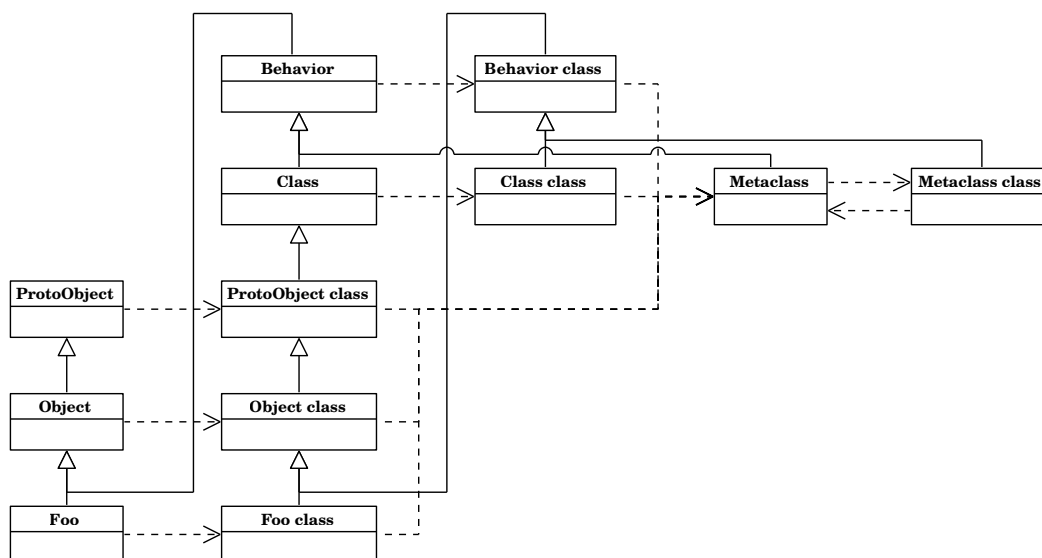 Behavior
Behavior class
Class
Class class
Metaclass
Metaclass class
ProtoObject
ProtoObject class
Object
Object class
Foo
Foo class